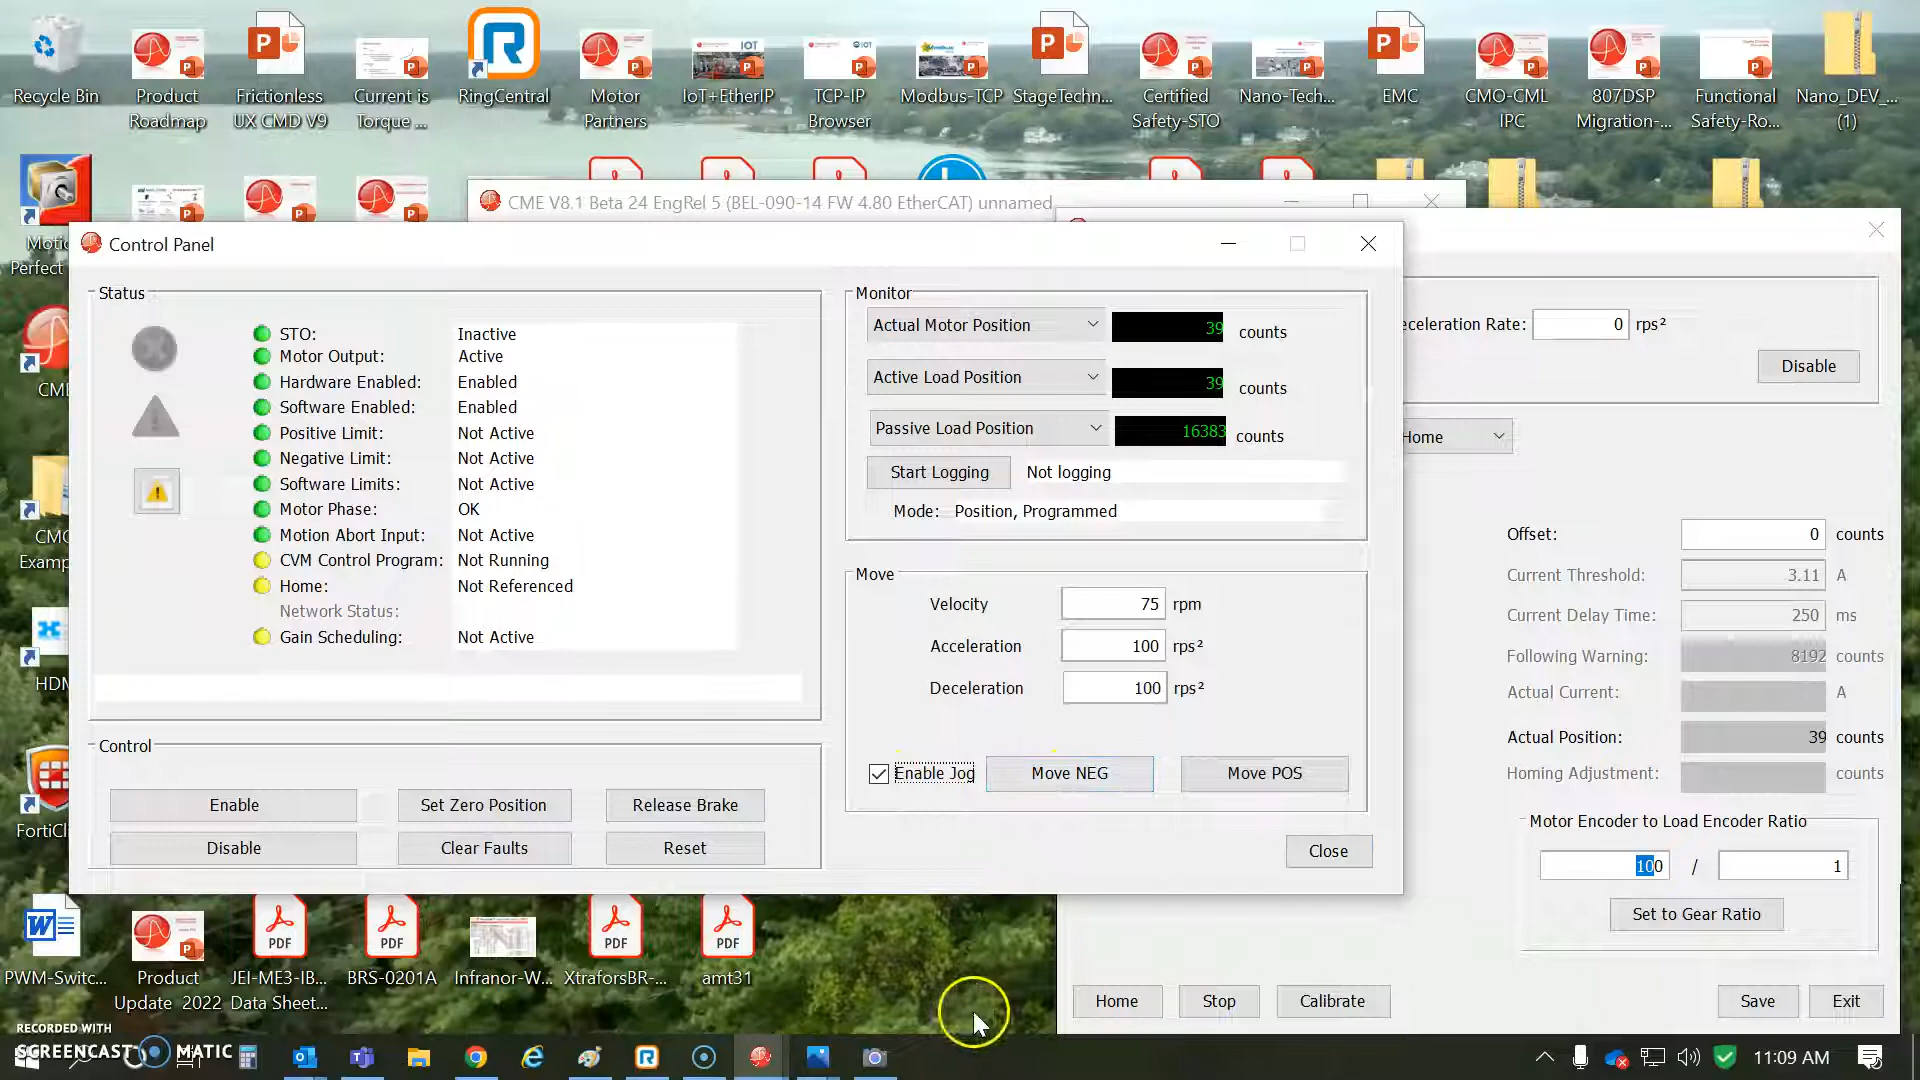 Recycle Bin
Product Roadmap
Frictionless UX CMD V9
Current is Torque ...
RingCentral
Motor Partners
IoT+EtherIP
TCP-IP Browser
Modbus-TCP
StageTechn...
Certified Safety-STO
Nano-Tech...
EMC
CMO-CML IPC
807DSP Migration-...
Functional Safety-Ro...
Nano_DEV_... (1)
CME V8.1 Beta 24 EngRel 5 (BEL-090-14 FW 4.80 EtherCAT) unnamed
Perfect
CME
CMO
Examp
HDM
FortiCl
Control Panel
Status
STO: Inactive
Motor Output: Active
Hardware Enabled: Enabled
Software Enabled: Enabled
Positive Limit: Not Active
Negative Limit: Not Active
Software Limits: Not Active
Motor Phase: OK
Motion Abort Input: Not Active
CVM Control Program: Not Running
Home: Not Referenced
Network Status:
Gain Scheduling: Not Active
Control
Enable
Set Zero Position
Release Brake
Disable
Clear Faults
Reset
Monitor
Actual Motor Position 39 counts
Active Load Position 39 counts
Passive Load Position 16383 counts
Start Logging Not logging
Mode: Position, Programmed
Move
Velocity 75 rpm
Acceleration 100 rps²
Deceleration 100 rps²
Enable Jog
Move NEG
Move POS
Close
eceleration Rate: 0 rps²
Disable
Home
Offset: 0 counts
Current Threshold: 3.11 A
Current Delay Time: 250 ms
Following Warning: 8192 counts
Actual Current: A
Actual Position: 39 counts
Homing Adjustment: counts
Motor Encoder to Load Encoder Ratio
100 / 1
Set to Gear Ratio
Home
Stop
Calibrate
Save
Exit
PWM-Switc...
Product Update 2022
JEI-ME3-IB... Data Sheet...
BRS-0201A
Infranor-W...
XtraforsBR-...
amt31
RECORDED WITH
SCREENCAST MATIC
11:09 AM